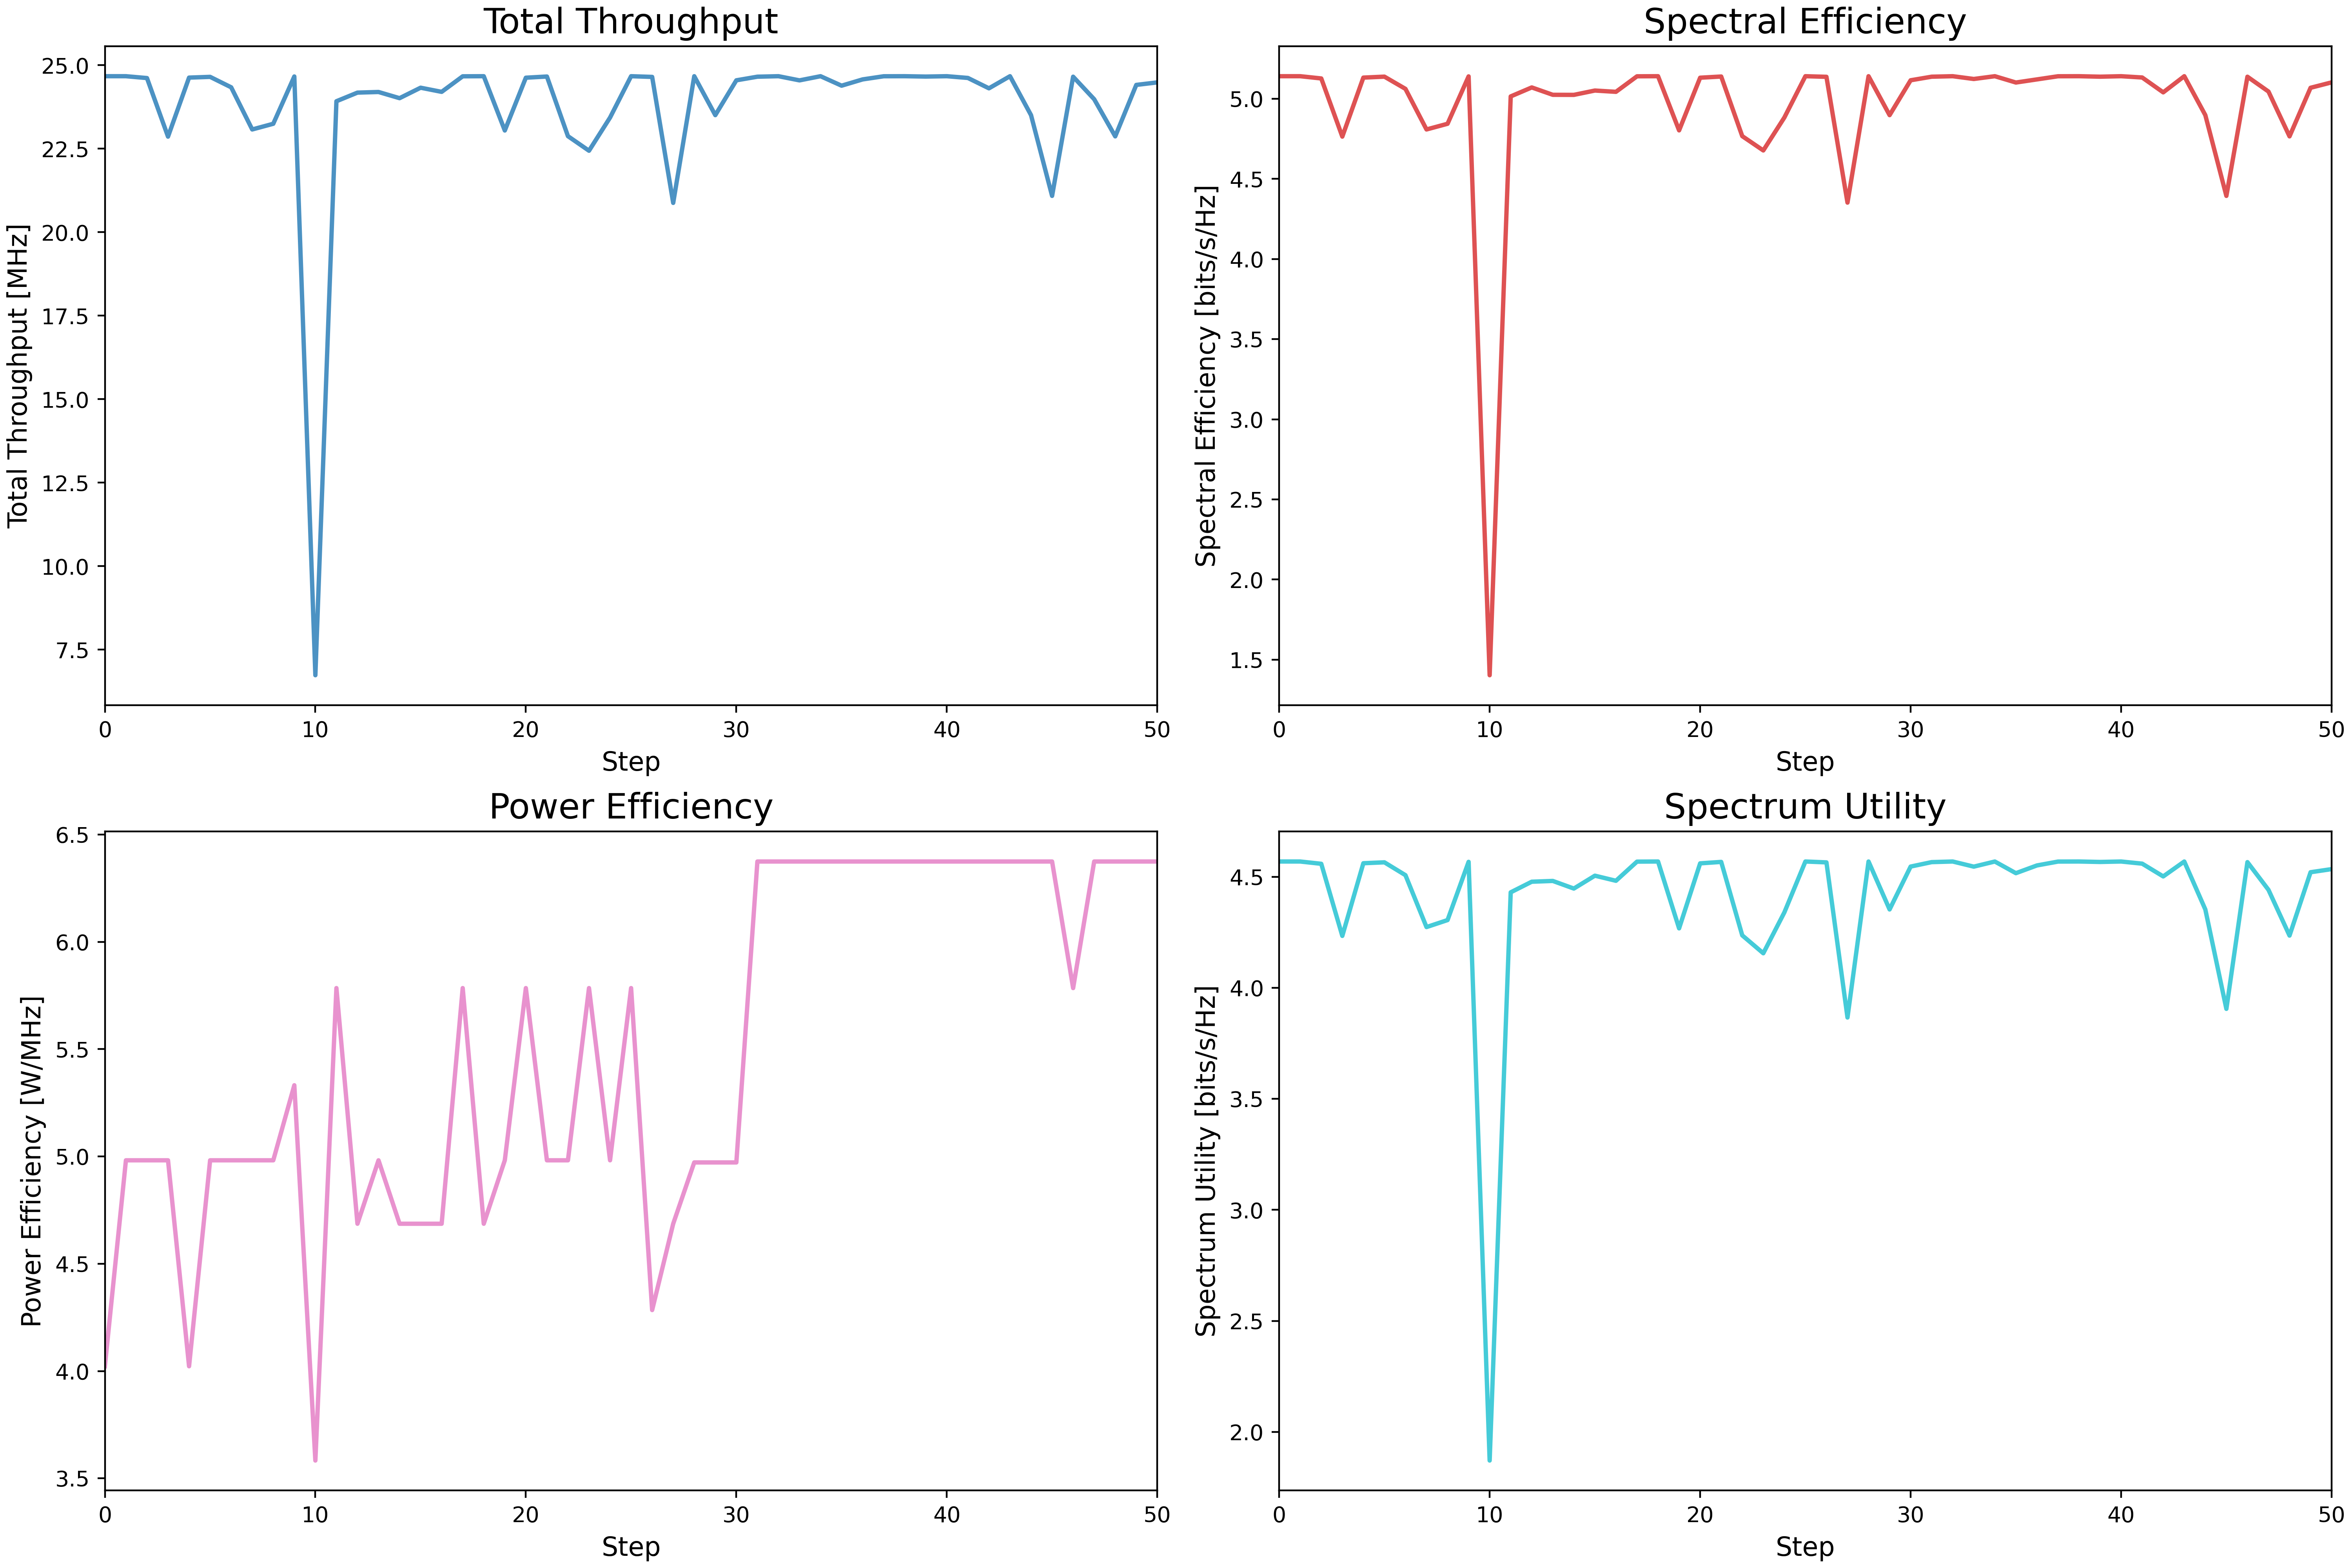 Total Throughput
Total Throughput [MHz]
25.0
22.5
20.0
17.5
15.0
12.5
10.0
7.5
0 10 20 30 40 50
Step
Spectral Efficiency
Spectral Efficiency [bits/s/Hz]
5.0
4.5
4.0
3.5
3.0
2.5
2.0
1.5
0 10 20 30 40 50
Step
Power Efficiency
Power Efficiency [W/MHz]
6.5
6.0
5.5
5.0
4.5
4.0
3.5
0 10 20 30 40 50
Step
Spectrum Utility
Spectrum Utility [bits/s/Hz]
4.5
4.0
3.5
3.0
2.5
2.0
0 10 20 30 40 50
Step